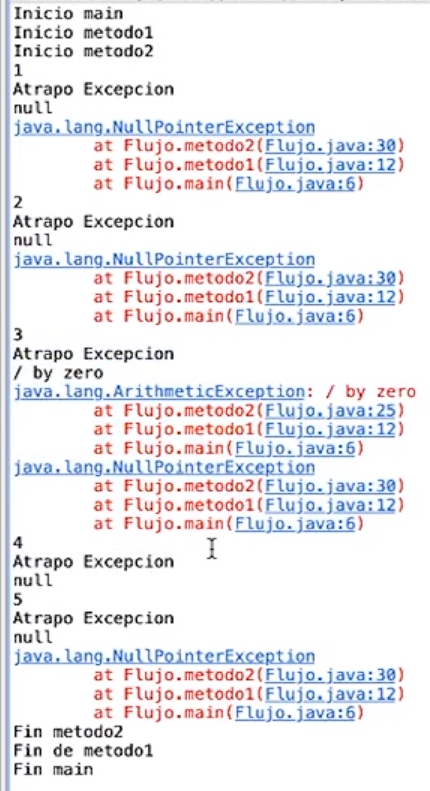 Inicio main
Inicio metodo1
Inicio metodo2
1
Atrapo Excepcion
null
java.lang.NullPointerException
at Flujo.metodo2(Flujo.java:30)
at Flujo.metodo1(Flujo.java:12)
at Flujo.main(Flujo.java:6)
2
Atrapo Excepcion
null
java.lang.NullPointerException
at Flujo.metodo2(Flujo.java:30)
at Flujo.metodo1(Flujo.java:12)
at Flujo.main(Flujo.java:6)
3
Atrapo Excepcion
/ by zero
java.lang.ArithmeticException: / by zero
at Flujo.metodo2(Flujo.java:25)
at Flujo.metodo1(Flujo.java:12)
at Flujo.main(Flujo.java:6)
java.lang.NullPointerException
at Flujo.metodo2(Flujo.java:30)
at Flujo.metodo1(Flujo.java:12)
at Flujo.main(Flujo.java:6)
4
Atrapo Excepcion
null
5
Atrapo Excepcion
null
java.lang.NullPointerException
at Flujo.metodo2(Flujo.java:30)
at Flujo.metodo1(Flujo.java:12)
at Flujo.main(Flujo.java:6)
Fin metodo2
Fin de metodo1
Fin main